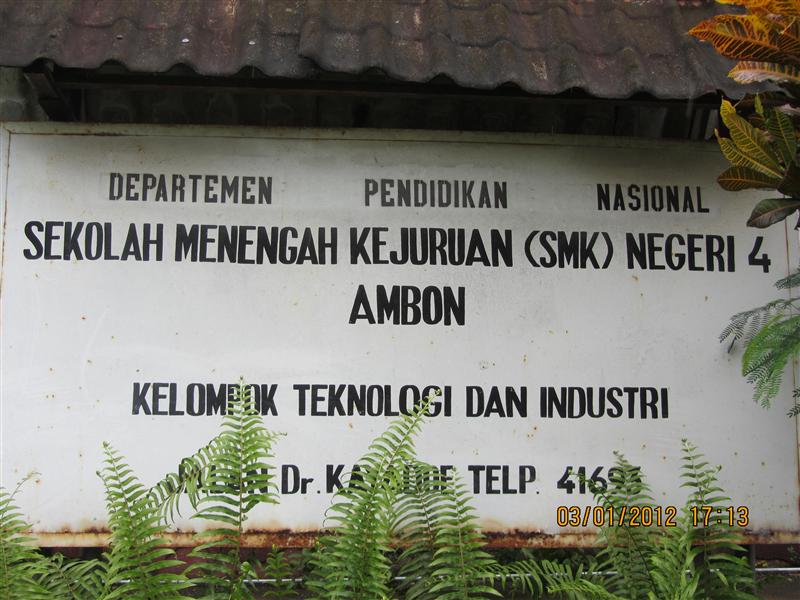 DEPARTEMEN PENDIDIKAN NASIONAL
SEKOLAH MENENGAH KEJURUAN (SMK) NEGERI 4
AMBON
KELOMPOK TEKNOLOGI DAN INDUSTRI
JALAN Dr. TELP.
03/01/2012 17:13